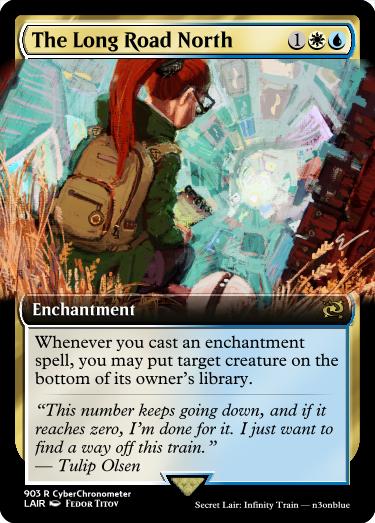 The Long Road North 1
Enchantment
Whenever you cast an enchantment
spell, you may put target creature on the
bottom of its owner's library.
“This number keeps going down, and if it
reaches zero, I'm done for it. I just want to
find a way off this train.”
— Tulip Olsen
903 R CyberChronometer
LAIR Fedor Titov
Secret Lair: Infinity Train — n3onblue